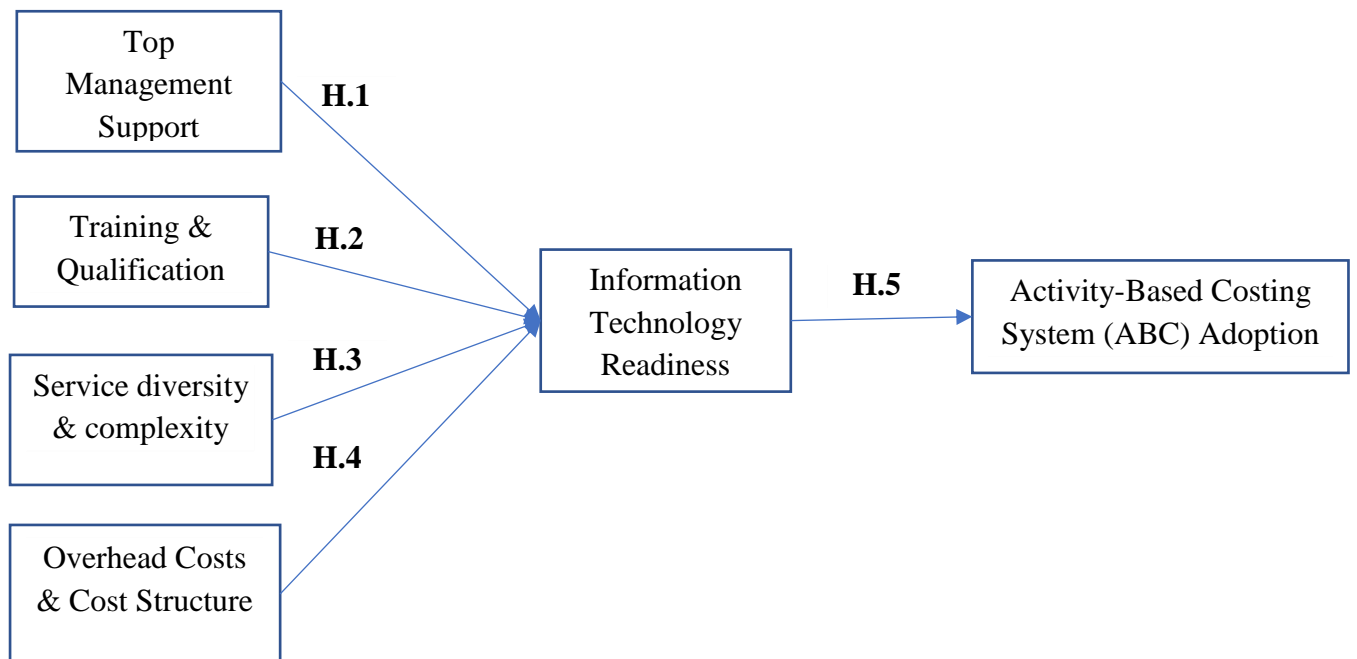 Top
Management
Support
H.1
Training &
Qualification
H.2
Service diversity
& complexity
H.3
Overhead Costs
& Cost Structure
H.4
Information
Technology
Readiness
H.5
Activity-Based Costing
System (ABC) Adoption